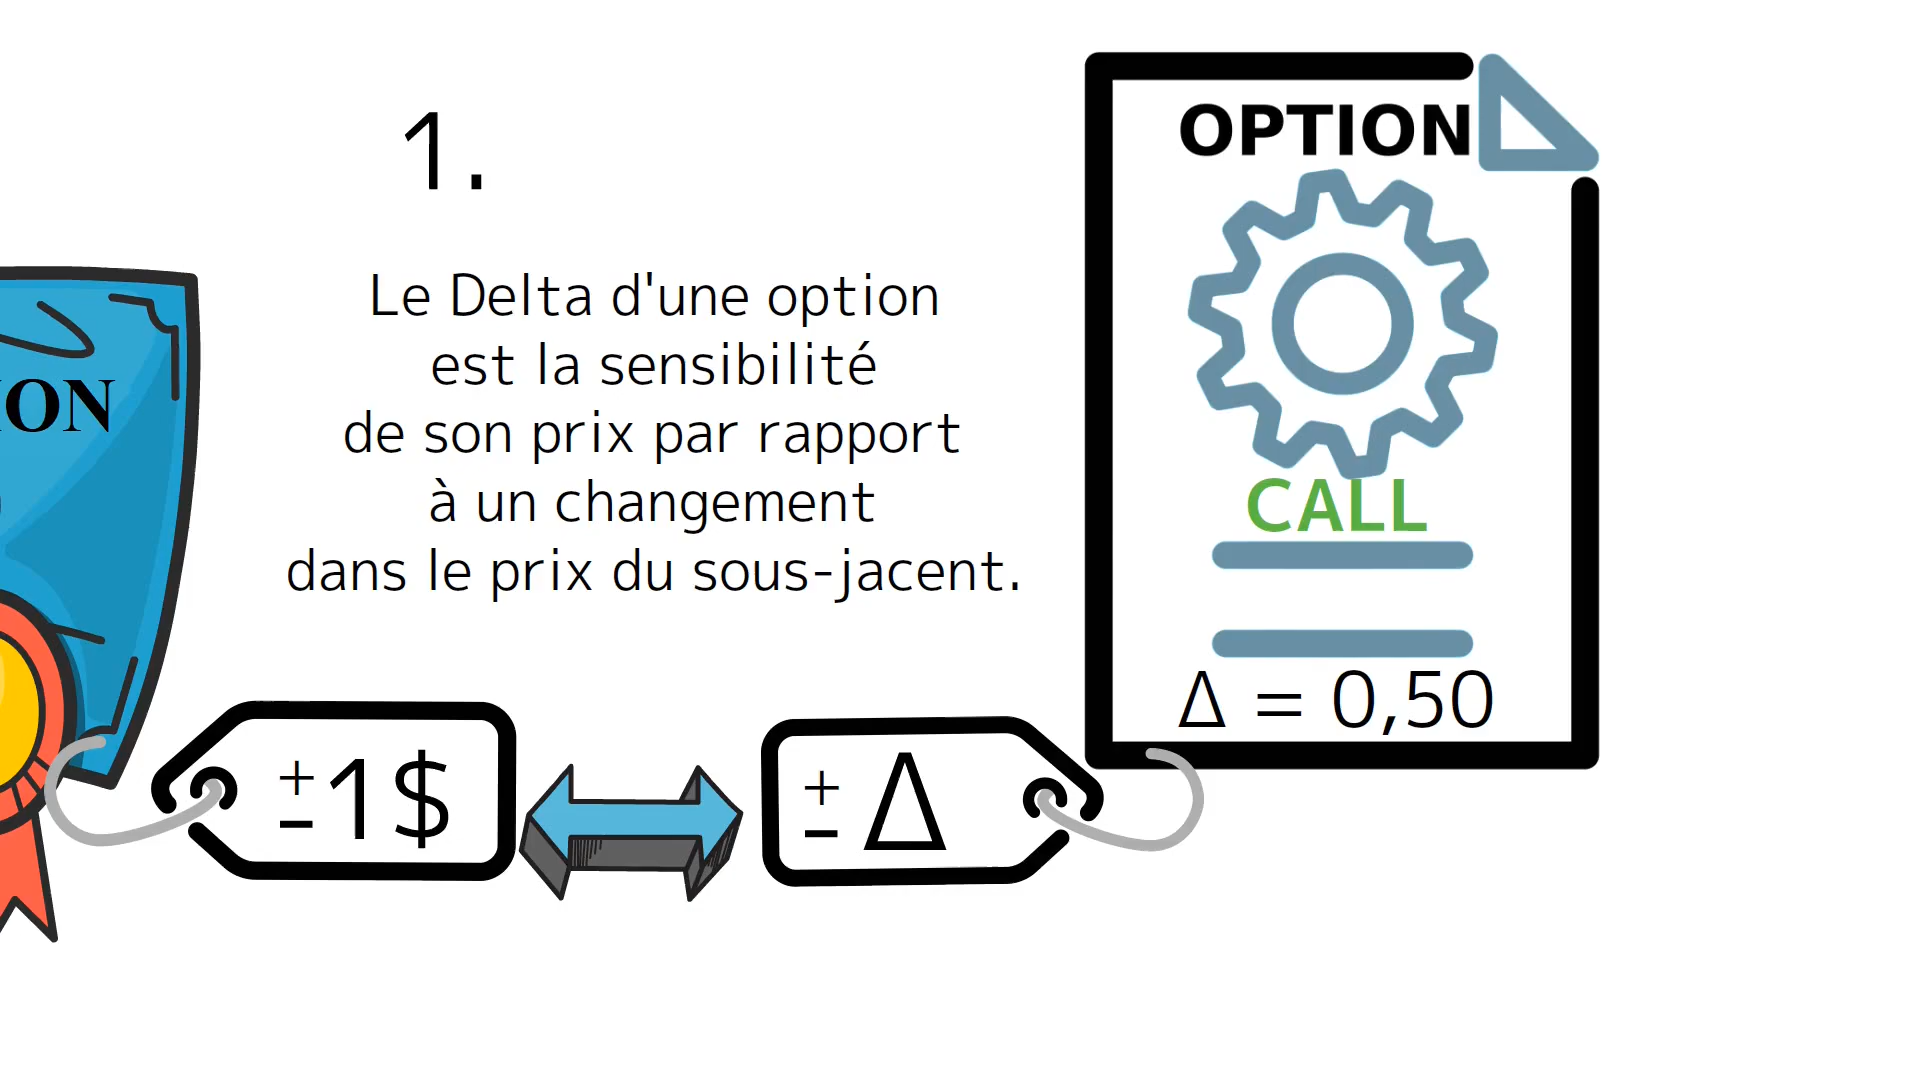 1.
Le Delta d'une option
est la sensibilité
de son prix par rapport
à un changement
dans le prix du sous-jacent.
ION
±1$
± Δ
OPTION
CALL
Δ = 0,50